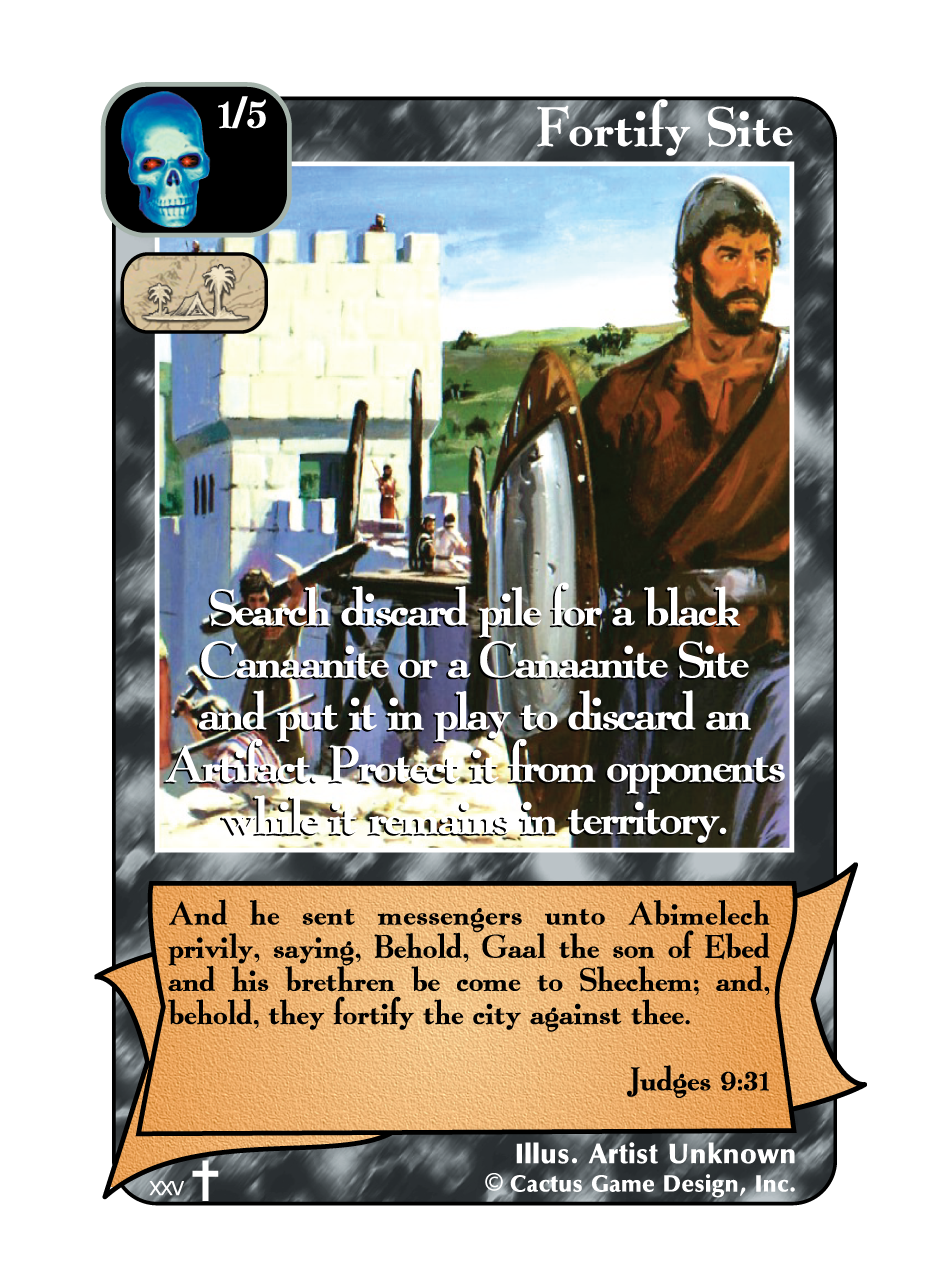 1/5
Fortify Site
Search discard pile for a black
Canaanite or a Canaanite Site
and put it in play to discard an
Artifact. Protect it from opponents
while it remains in territory.
And he sent messengers unto Abimelech
privily, saying, Behold, Gaal the son of Ebed
and his brethren be come to Shechem; and,
behold, they fortify the city against thee.
Judges 9:31
Illus. Artist Unknown
XXV
© Cactus Game Design, Inc.